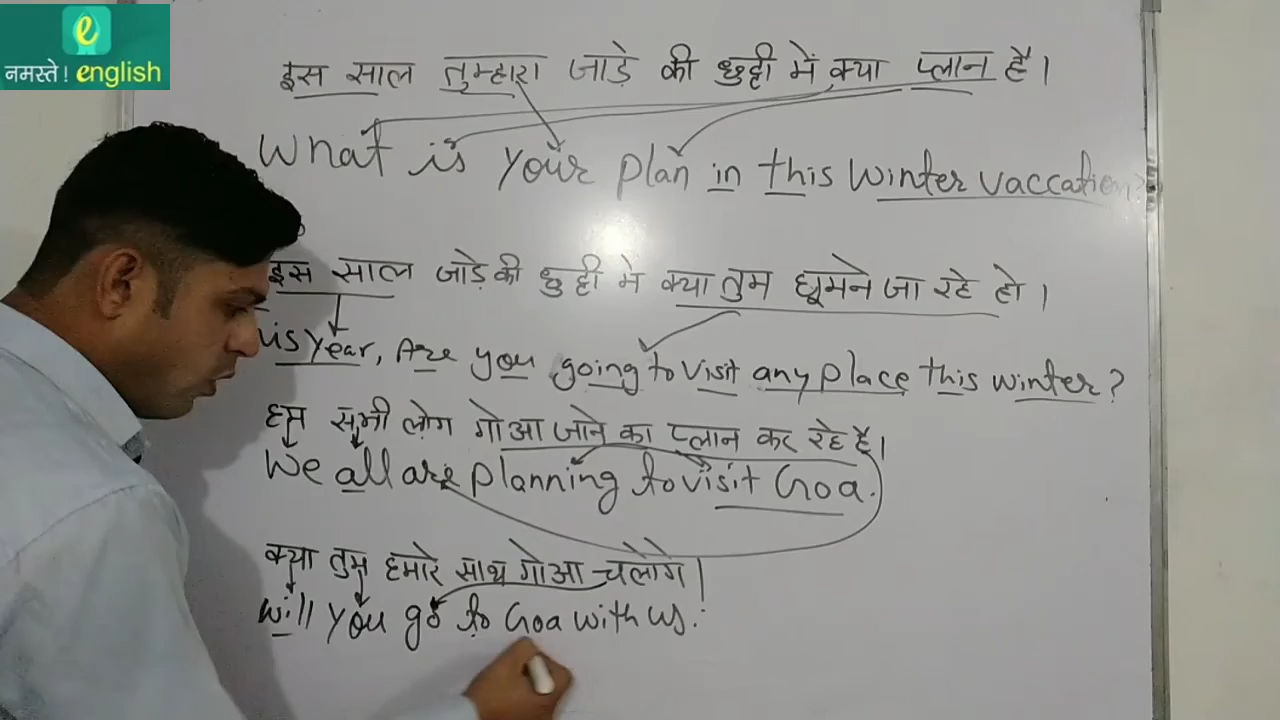 नमस्ते ! english
इस साल तुम्हारा जाड़े की छुट्टी में क्या प्लान है।
What is your plan in this winter vaccation?
इस साल जाड़े की छुट्टी मे क्या तुम घूमने जा रहे हो।
is year, Are you going to visit any place this winter?
हम सभी लोग गोआ जाने का प्लान कर रहे है।
We all are planning to visit Goa.
क्या तुम हमारे साथ गोआ चलोगे।
Will you go to Goa with us.